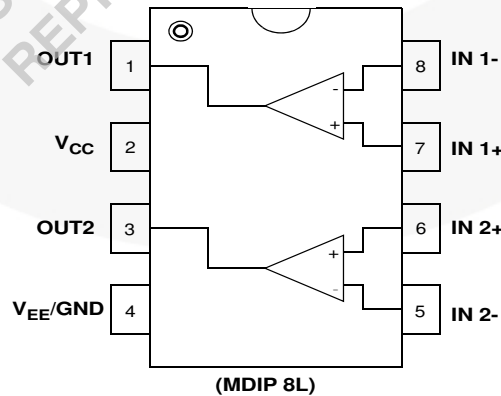 OUT1 1 8 IN 1-
-
+
V_CC 2 7 IN 1+
OUT2 3 6 IN 2+
+
-
V_EE/GND 4 5 IN 2-
(MDIP 8L)